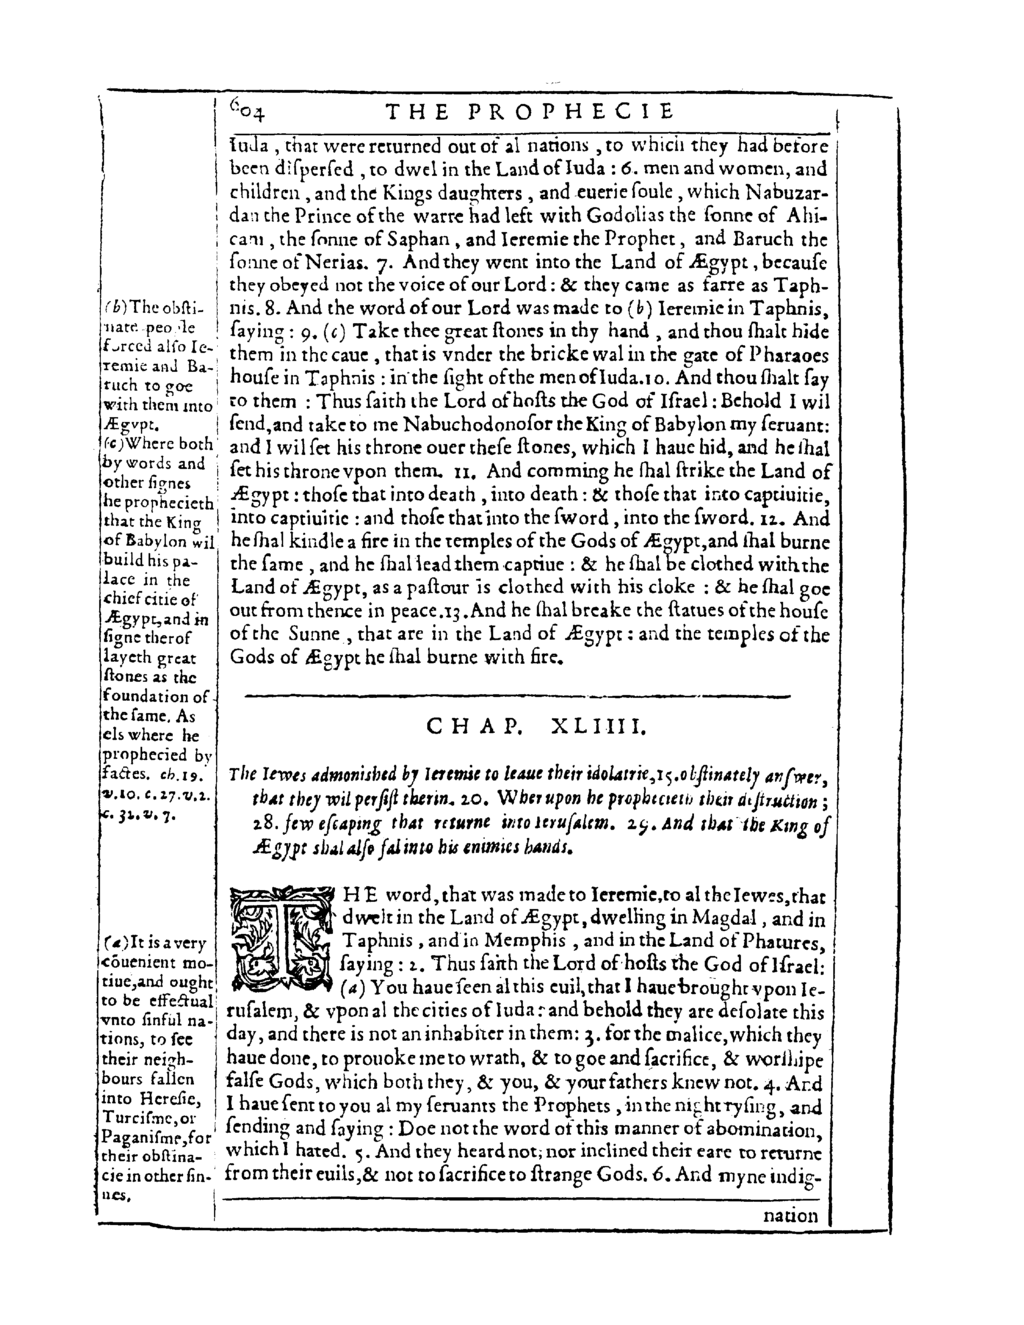 604 THE PROPHECIE
Iuda , that were returned out of al nations , to which they had before
been diſperſed , to dwel in the Land of Iuda : 6. men and women, and
children , and the Kings daughters , and euerie ſoule , which Nabuzar-
dan the Prince of the warre had left with Godolias the ſonne of Ahi-
cam , the ſonne of Saphan , and Ieremie the Prophet , and Baruch the
ſonne of Nerias. 7. And they went into the Land of Ægypt , becauſe
they obeyed not the voice of our Lord : & they came as farre as Taph-
nis. 8. And the word of our Lord was made to (b) Ieremie in Taphnis,
ſaying : 9. (c) Take thee great ſtones in thy hand , and thou ſhalt hide
them in the caue , that is vnder the bricke wal in the gate of Pharaoes
houſe in Taphnis : in the ſight of the men of Iuda. 10. And thou ſhalt ſay
to them : Thus ſaith the Lord of hoſts the God of Iſrael : Behold I wil
ſend, and take to me Nabuchodonoſor the King of Babylon my ſeruant:
and I wil ſet his throne ouer theſe ſtones, which I haue hid, and he ſhal
ſet his throne vpon them. 11. And comming he ſhal ſtrike the Land of
Ægypt : thoſe that into death , into death : & thoſe that into captiuitie,
into captiuitie : and thoſe that into the ſword , into the ſword. 12. And
he ſhal kindle a fire in the temples of the Gods of Ægypt, and ſhal burne
the ſame , and he ſhal lead them captiue : & he ſhal be clothed with the
Land of Ægypt, as a paſtour is clothed with his cloke : & he ſhal goe
out from thence in peace. 13. And he ſhal breake the ſtatues of the houſe
of the Sunne , that are in the Land of Ægypt : and the temples of the
Gods of Ægypt he ſhal burne with fire.
(b) The obſti-
nate people
forced alſo Ie-
remie and Ba-
ruch to goe
with them into
Ægypt.
(c) Where both
by words and
other ſignes
he prophecieth
that the King
of Babylon wil
build his pa-
lace in the
chief citie of
Ægypt, and in
ſigne therof
layeth great
ſtones as the
foundation of
the ſame. As
els where he
prophecied by
factes. ch. 19.
v. 10. c. 27. v. 2.
c. 32. v. 7.
CHAP. XLIIII.
The Iewes admonished by Ieremie to leaue their idolatrie, 15. obſtinately anſwer,
that they wil perſiſt therin. 20. Wherupon he prophecieth their deſtruction ;
28. few eſcaping that returne into Ieruſalem. 29. And that the King of
Ægypt shal alſo fal into his enimies hands.
THE word, that was made to Ieremie, to al the Iewes, that
dwelt in the Land of Ægypt, dwelling in Magdal , and in
Taphnis , and in Memphis , and in the Land of Phatures,
ſaying : 2. Thus ſaith the Lord of hoſts the God of Iſrael:
(a) You haue ſeen al this euil, that I haue brought vpon Ie-
ruſalem, & vpon al the cities of Iuda : and behold they are deſolate this
day, and there is not an inhabiter in them: 3. for the malice, which they
haue done, to prouoke me to wrath, & to goe and ſacrifice, & worſhipe
falſe Gods, which both they, & you, & your fathers knew not. 4. And
I haue ſent to you al my ſeruants the Prophets , in the night ryſing, and
ſending and ſaying : Doe not the word of this manner of abomination,
which I hated. 5. And they heard not, nor inclined their eare to returne
from their euils, & not to ſacrifice to ſtrange Gods. 6. And myne indig-
(a) It is a very
cōuenient mo-
tiue, and ought
to be effectual
vnto ſinful na-
tions, to ſee
their neigh-
bours fallen
into Hereſie,
Turciſme, or
Paganiſme, for
their obſtina-
cie in other ſin-
nes.
nation